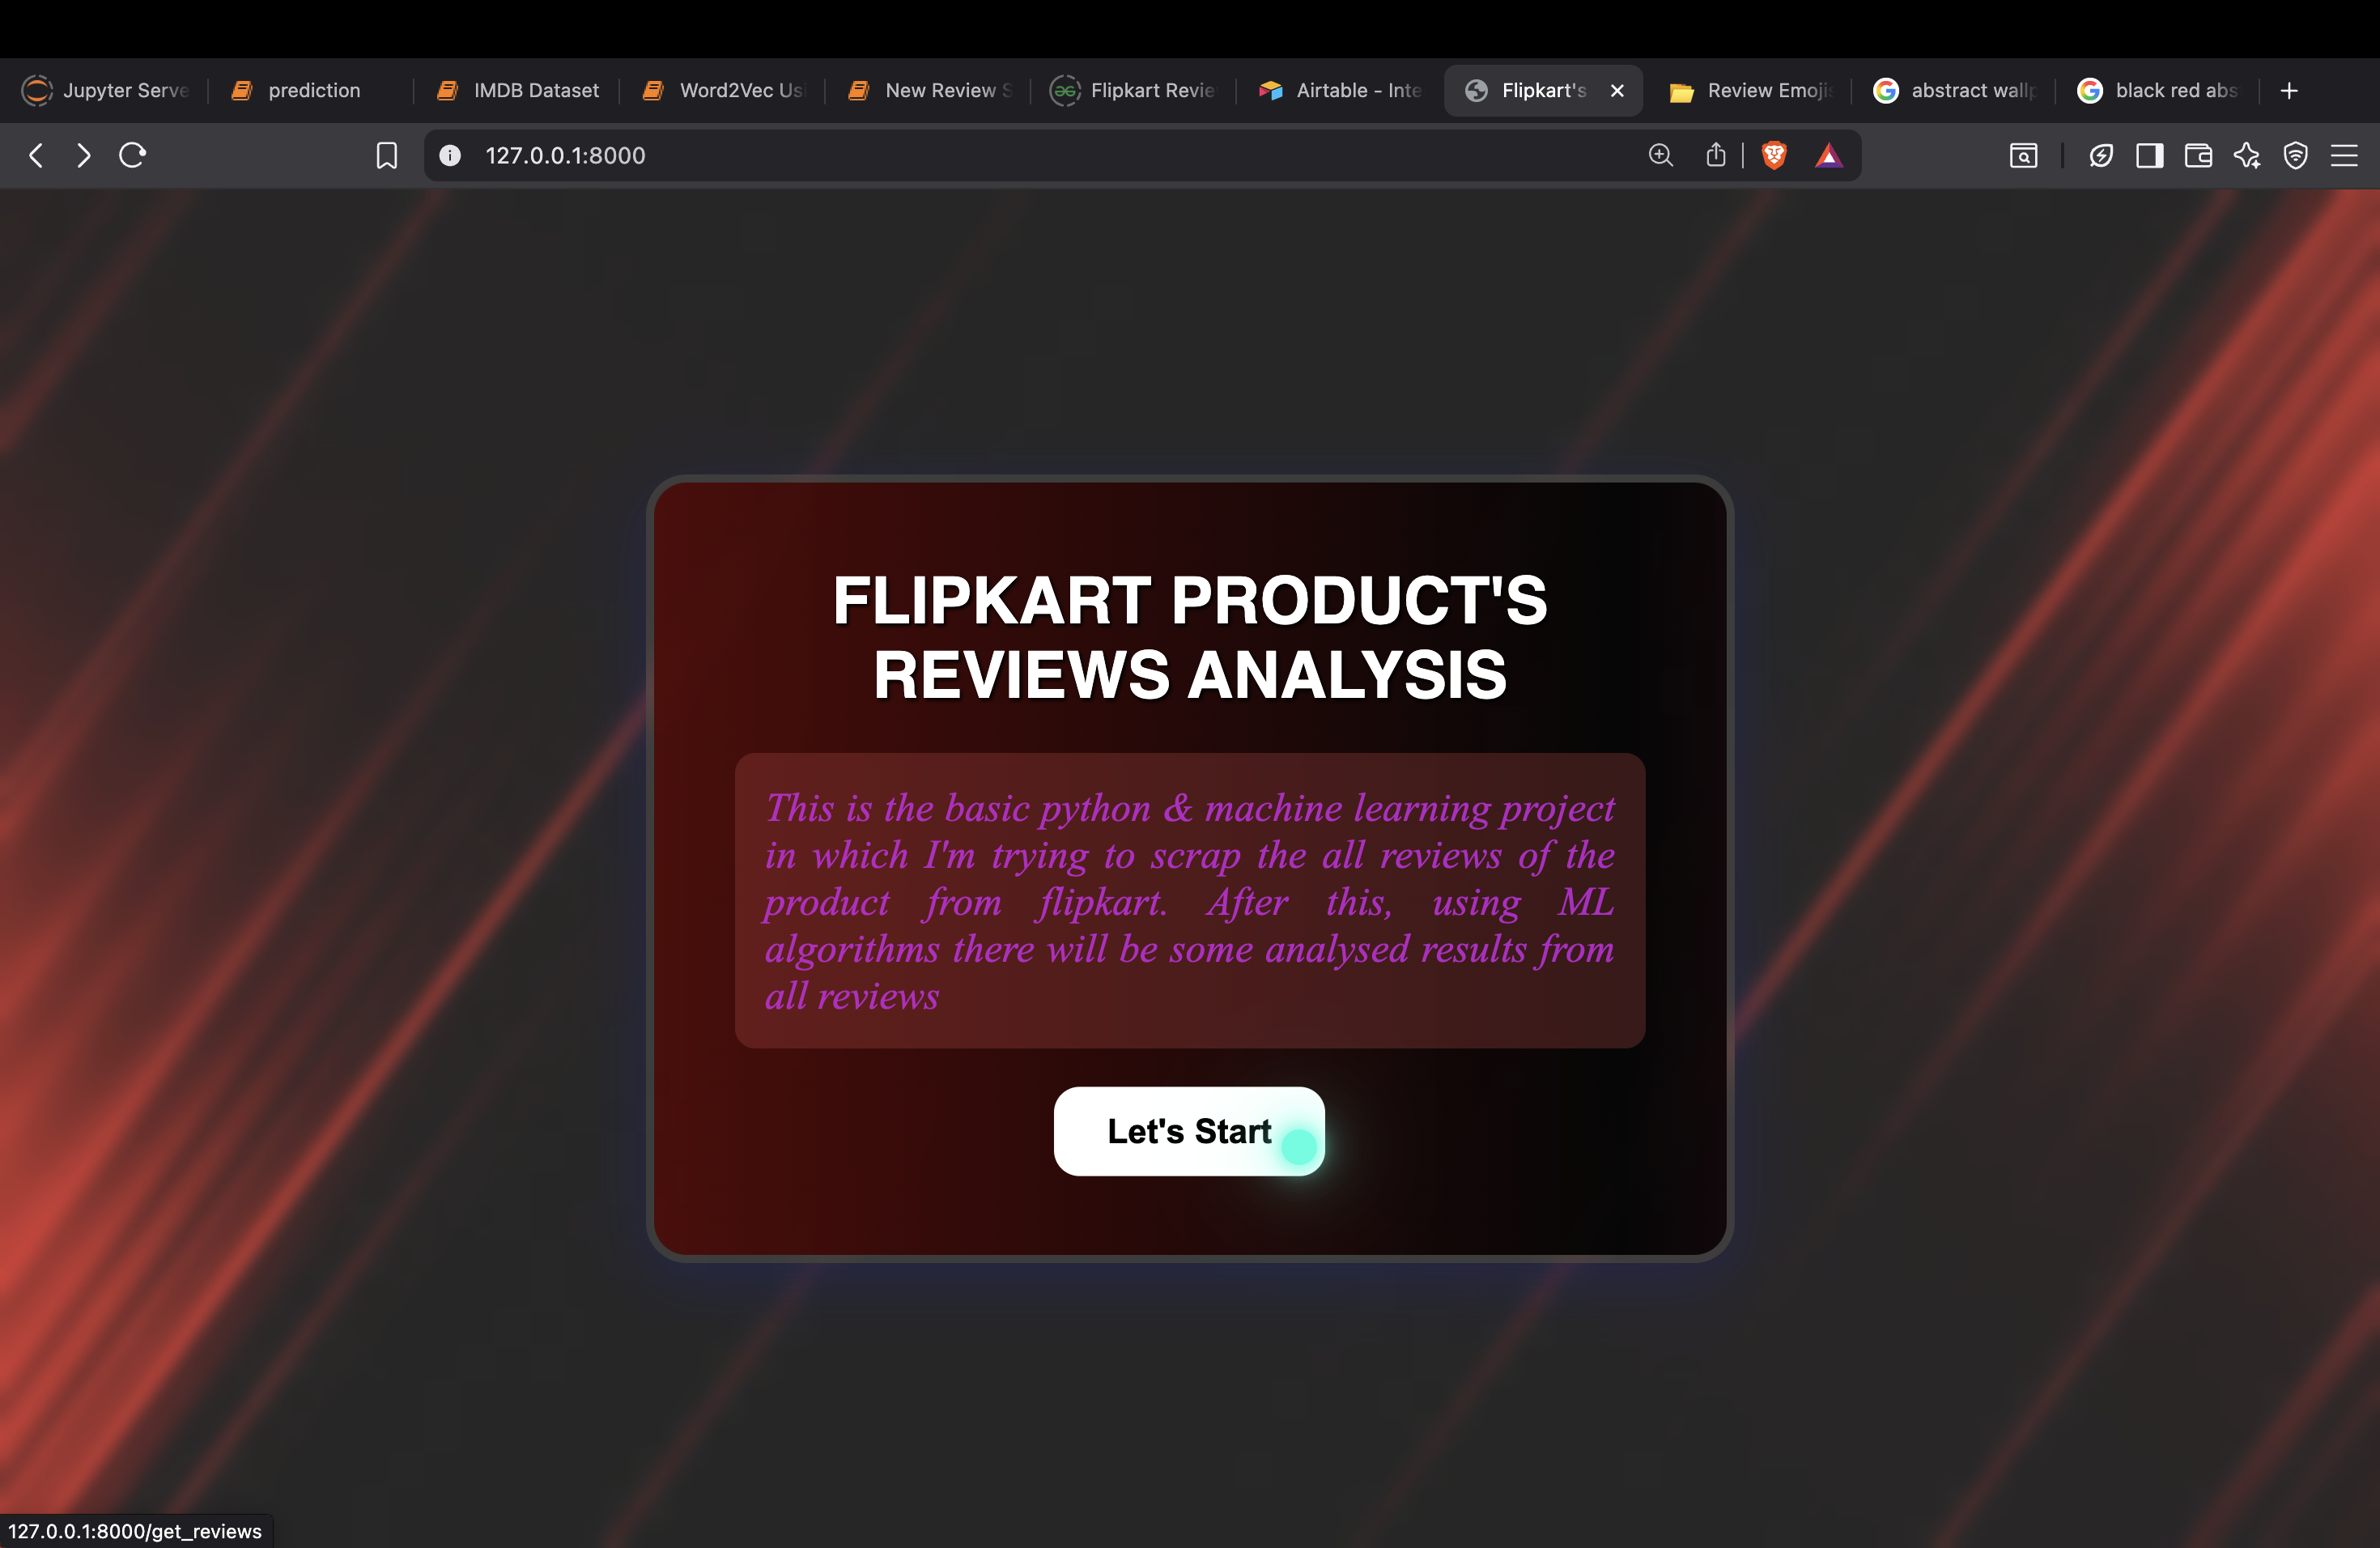 Jupyter Serve
prediction
IMDB Dataset
Word2Vec Usi
New Review S
Flipkart Revie
Airtable - Inte
Flipkart's
Review Emoji
abstract wallp
black red abs
127.0.0.1:8000
FLIPKART PRODUCT'S
REVIEWS ANALYSIS
This is the basic python & machine learning project
in which I'm trying to scrap the all reviews of the
product from flipkart. After this, using ML
algorithms there will be some analysed results from
all reviews
Let's Start
127.0.0.1:8000/get_reviews